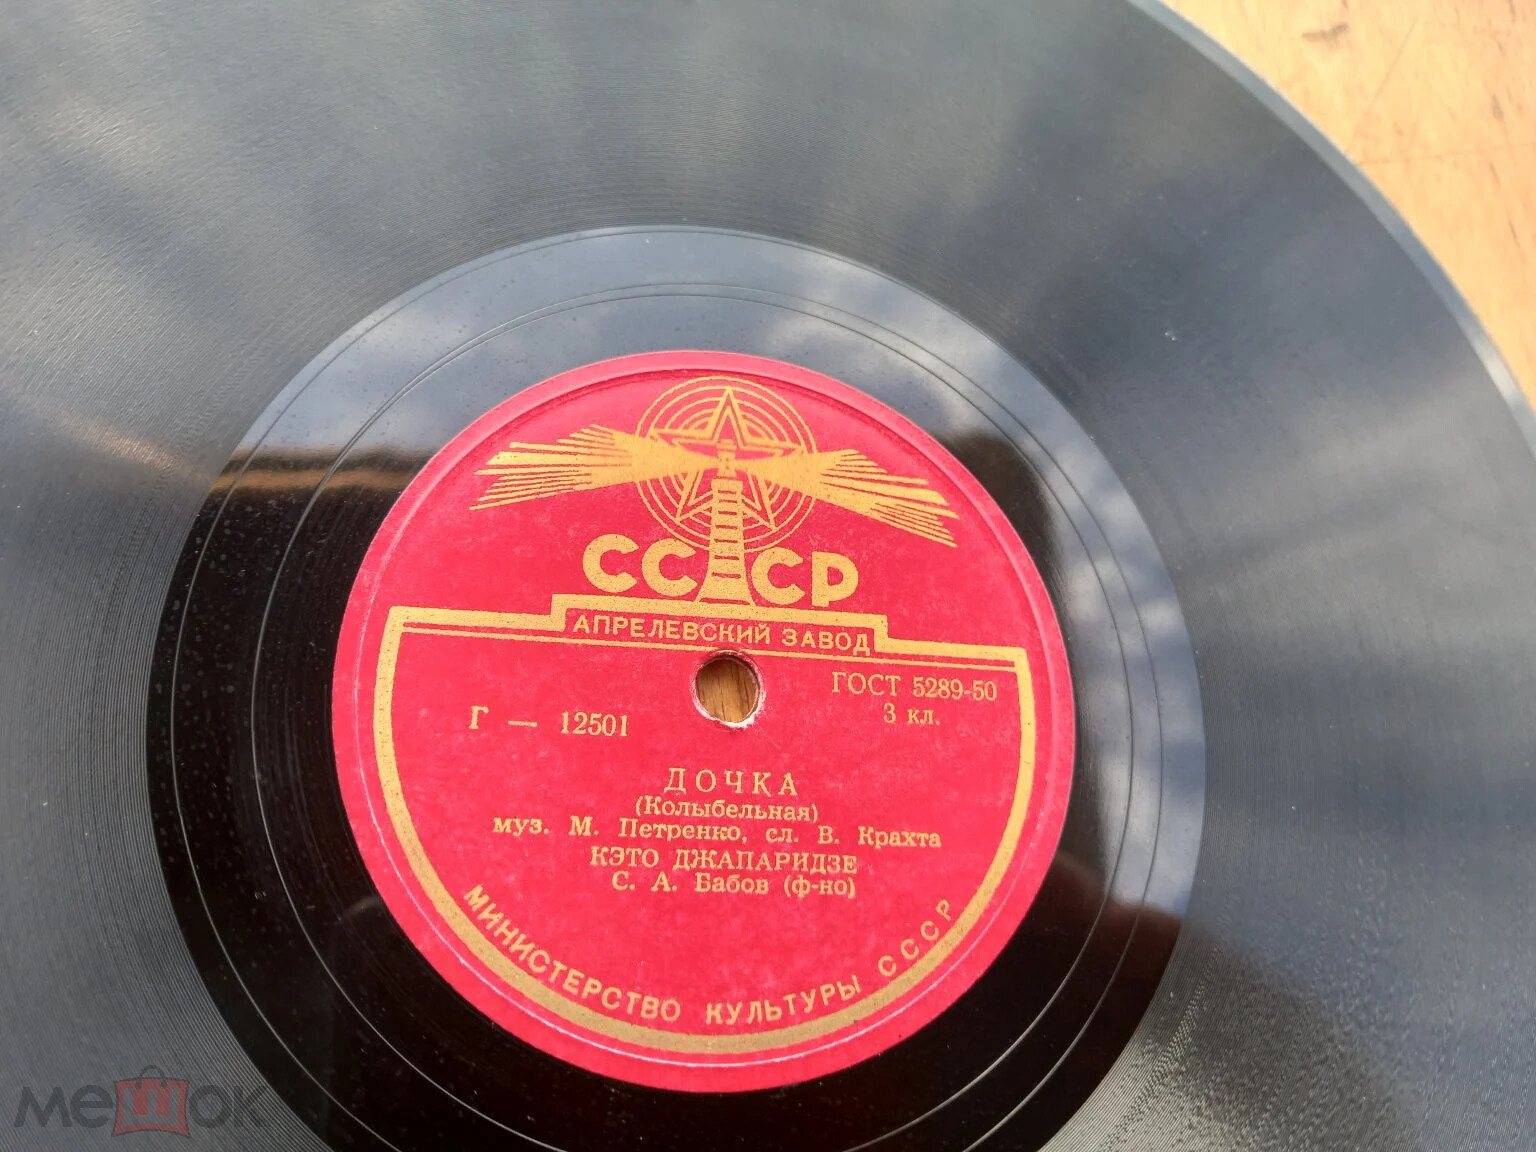 СССР
АПРЕЛЕВСКИЙ ЗАВОД
ГОСТ 5289-50
3 кл.
Г — 12501
ДОЧКА
(Колыбельная)
муз. М. Петренко, сл. В. Крахта
КЭТО ДЖАПАРИДЗЕ
С. А. Бабов (ф-но)
МИНИСТЕРСТВО КУЛЬТУРЫ СССР
мешок